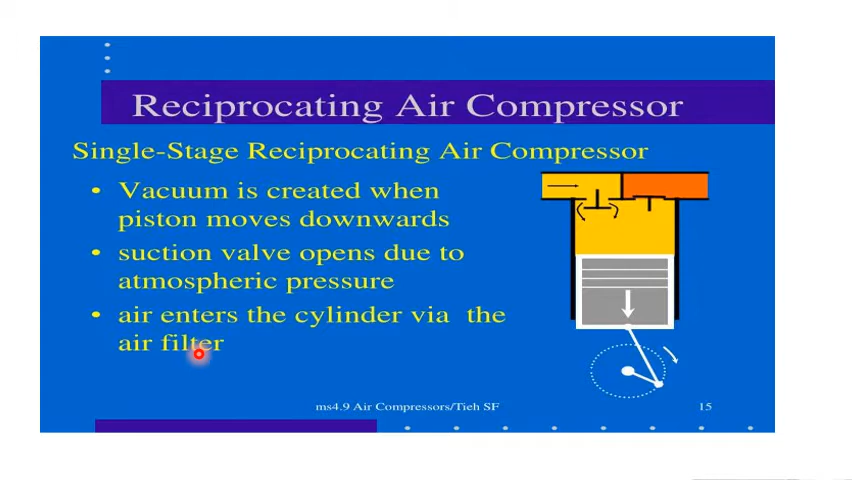 Reciprocating Air Compressor
Single-Stage Reciprocating Air Compressor
• Vacuum is created when
piston moves downwards
• suction valve opens due to
atmospheric pressure
• air enters the cylinder via the
air filter
ms4.9 Air Compressors/Tieh SF
15